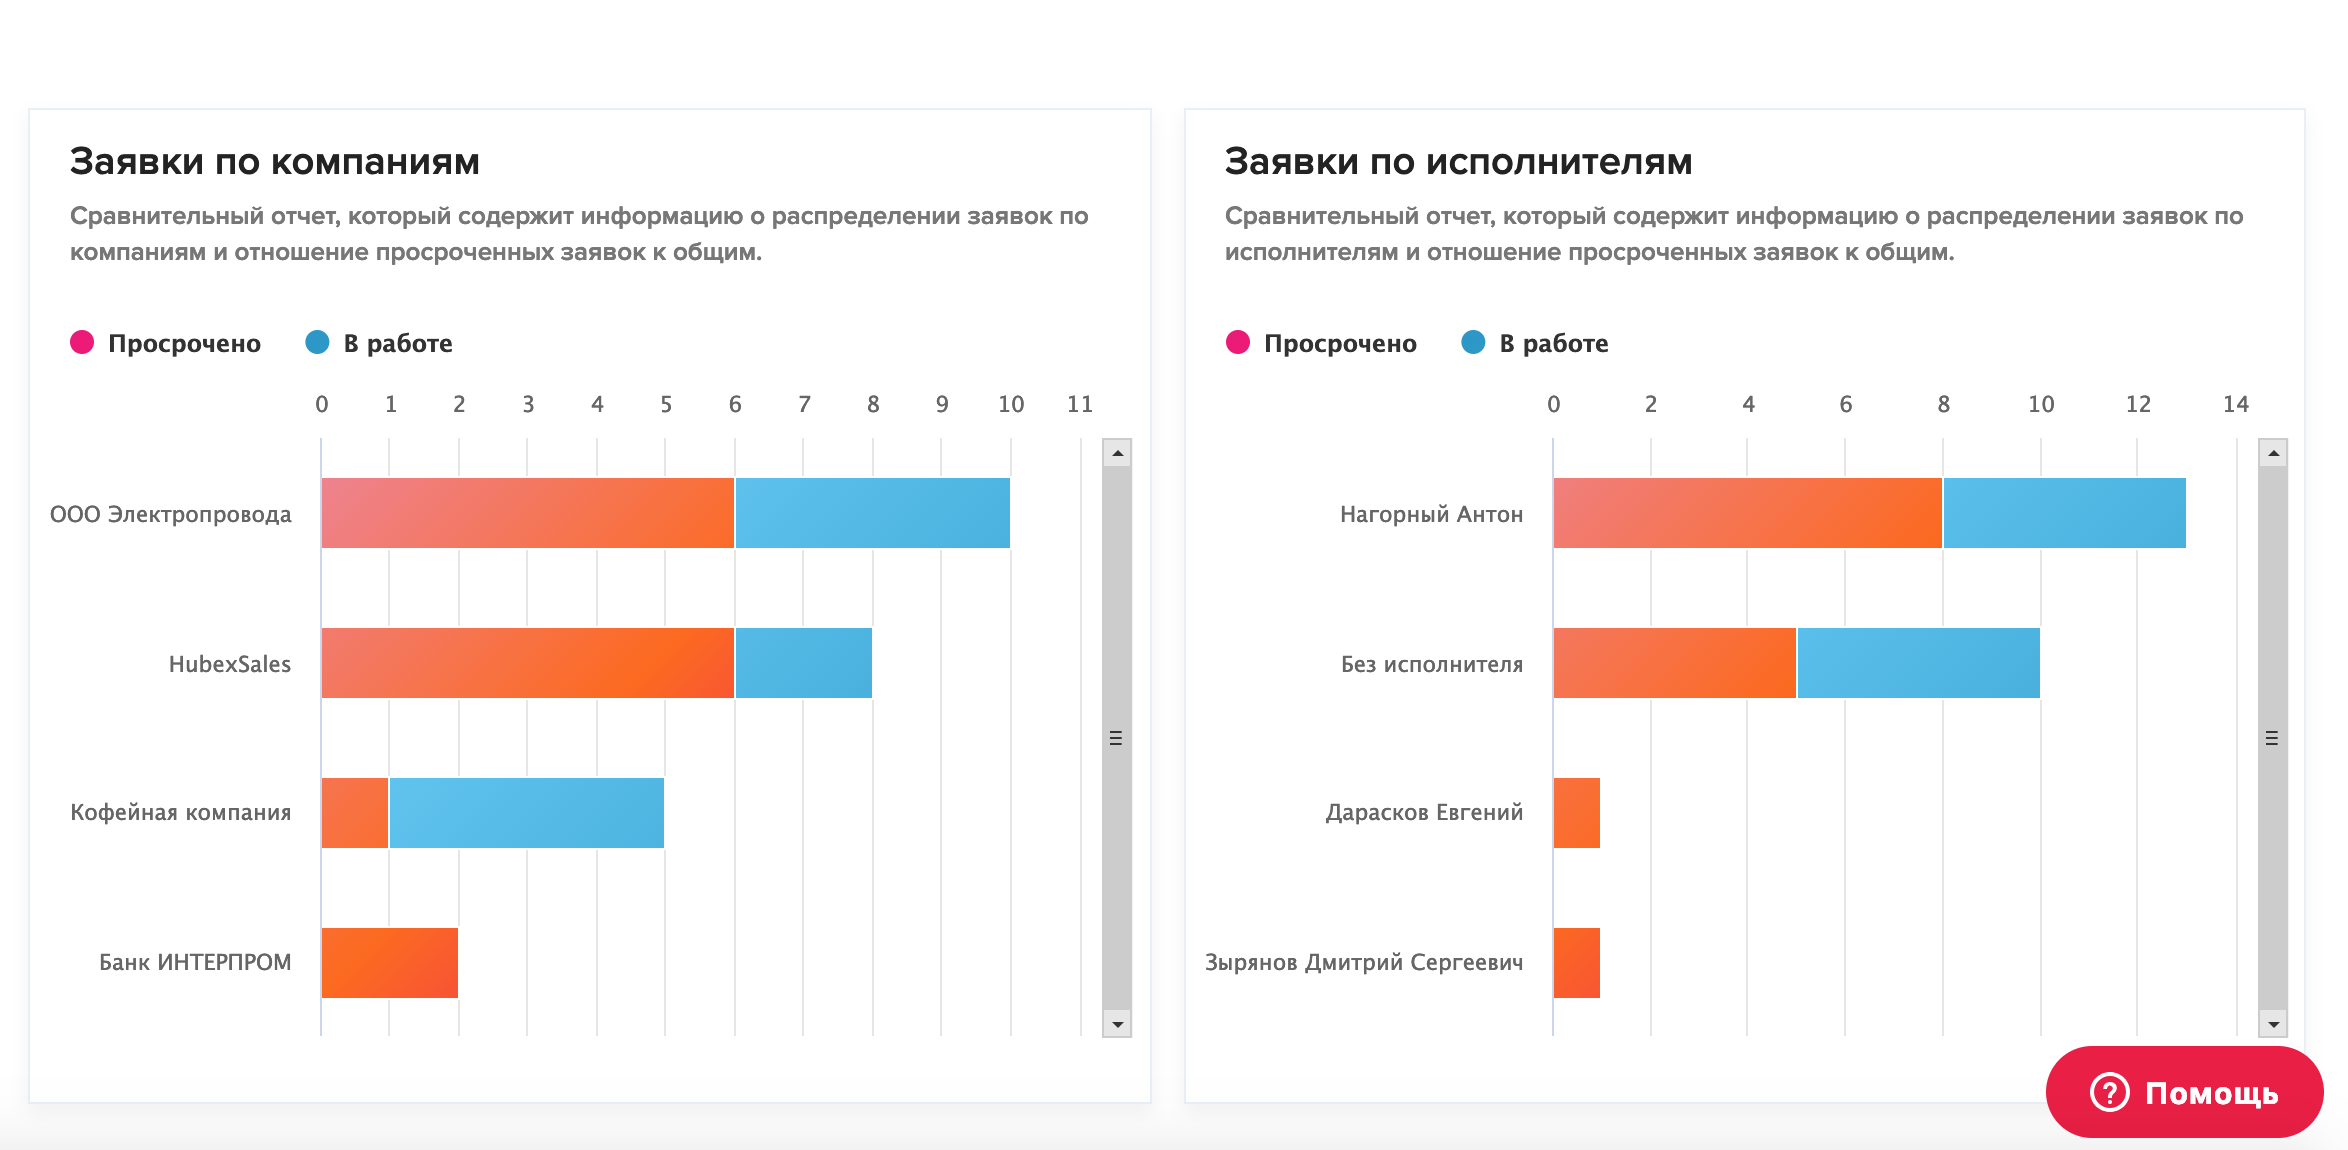 Заявки по компаниям
Сравнительный отчет, который содержит информацию о распределении заявок по
компаниям и отношение просроченных заявок к общим.
Просрочено
В работе
0 1 2 3 4 5 6 7 8 9 10 11
ООО Электропровода
HubexSales
Кофейная компания
Банк ИНТЕРПРОМ
Заявки по исполнителям
Сравнительный отчет, который содержит информацию о распределении заявок по
исполнителям и отношение просроченных заявок к общим.
Просрочено
В работе
0 2 4 6 8 10 12 14
Нагорный Антон
Без исполнителя
Дарасков Евгений
Зырянов Дмитрий Сергеевич
? Помощь